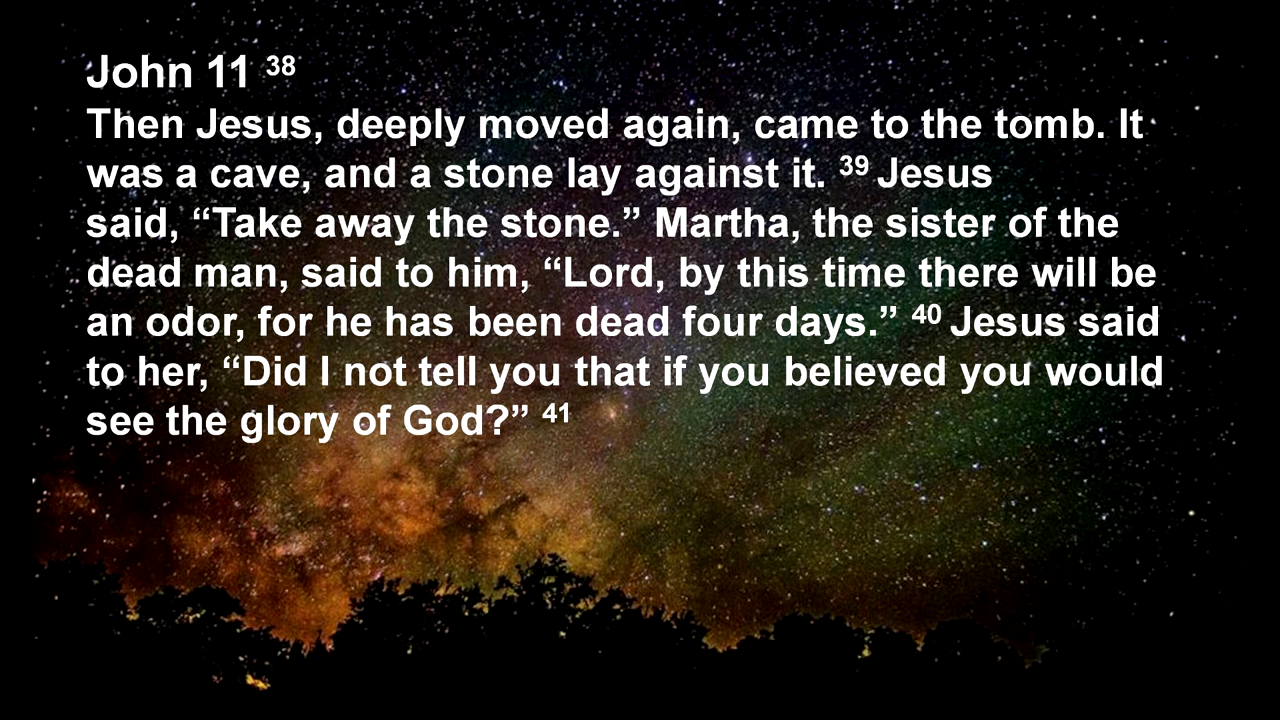 John 11 38
Then Jesus, deeply moved again, came to the tomb. It
was a cave, and a stone lay against it. 39 Jesus
said, “Take away the stone.” Martha, the sister of the
dead man, said to him, “Lord, by this time there will be
an odor, for he has been dead four days.” 40 Jesus said
to her, “Did I not tell you that if you believed you would
see the glory of God?” 41